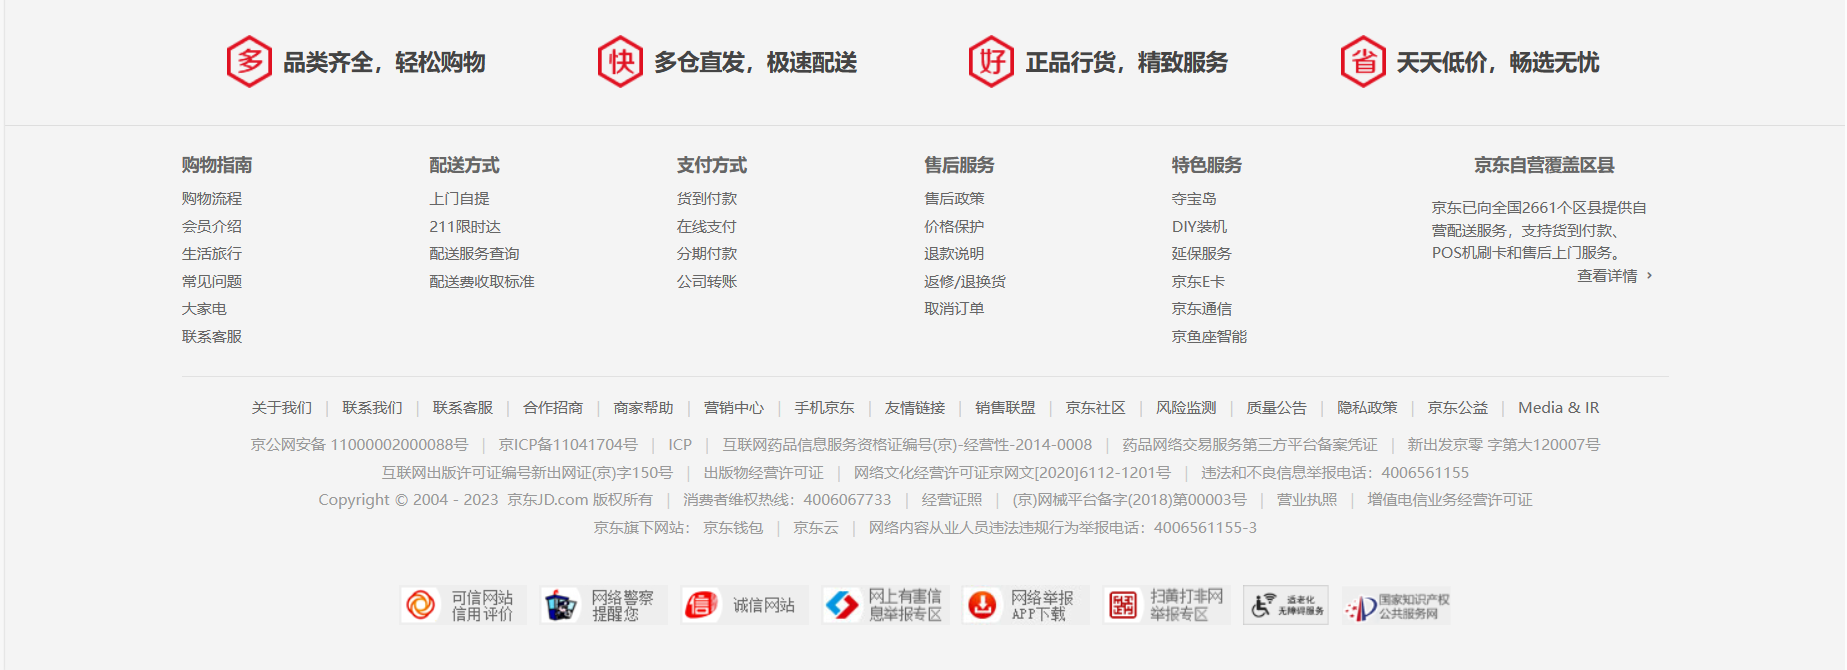 多 品类齐全，轻松购物
快 多仓直发，极速配送
好 正品行货，精致服务
省 天天低价，畅选无忧
购物指南
购物流程
会员介绍
生活旅行
常见问题
大家电
联系客服
配送方式
上门自提
211限时达
配送服务查询
配送费收取标准
支付方式
货到付款
在线支付
分期付款
公司转账
售后服务
售后政策
价格保护
退款说明
返修/退换货
取消订单
特色服务
夺宝岛
DIY装机
延保服务
京东E卡
京东通信
京鱼座智能
京东自营覆盖区县
京东已向全国2661个区县提供自
营配送服务，支持货到付款、
POS机刷卡和售后上门服务。
查看详情 ›
关于我们 | 联系我们 | 联系客服 | 合作招商 | 商家帮助 | 营销中心 | 手机京东 | 友情链接 | 销售联盟 | 京东社区 | 风险监测 | 质量公告 | 隐私政策 | 京东公益 | Media & IR
京公网安备 11000002000088号 | 京ICP备11041704号 | ICP | 互联网药品信息服务资格证编号(京)-经营性-2014-0008 | 药品网络交易服务第三方平台备案凭证 | 新出发京零 字第大120007号
互联网出版许可证编号新出网证(京)字150号 | 出版物经营许可证 | 网络文化经营许可证京网文[2020]6112-1201号 | 违法和不良信息举报电话：4006561155
Copyright © 2004 - 2023 京东JD.com 版权所有 | 消费者维权热线：4006067733 | 经营证照 | (京)网械平台备字(2018)第00003号 | 营业执照 | 增值电信业务经营许可证
京东旗下网站： 京东钱包 | 京东云 | 网络内容从业人员违法违规行为举报电话：4006561155-3
可信网站
信用评价
网络警察
提醒您
信 诚信网站
网上有害信
息举报专区
网络举报
APP下载
扫黄打非网
举报专区
适老化
无障碍服务
国家知识产权
公共服务网